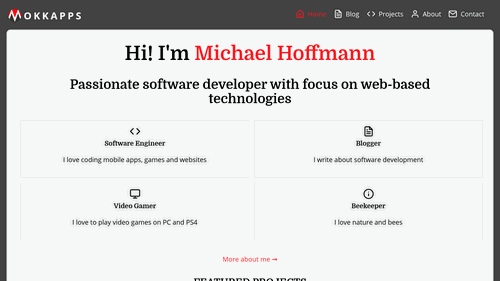 MOKKAPPS
Home
Blog
Projects
About
Contact
Hi! I'm Michael Hoffmann
Passionate software developer with focus on web-based
technologies
Software Engineer
I love coding mobile apps, games and websites
Blogger
I write about software development
Video Gamer
I love to play video games on PC and PS4
Beekeeper
I love nature and bees
More about me →
FEATURED PROJECTS